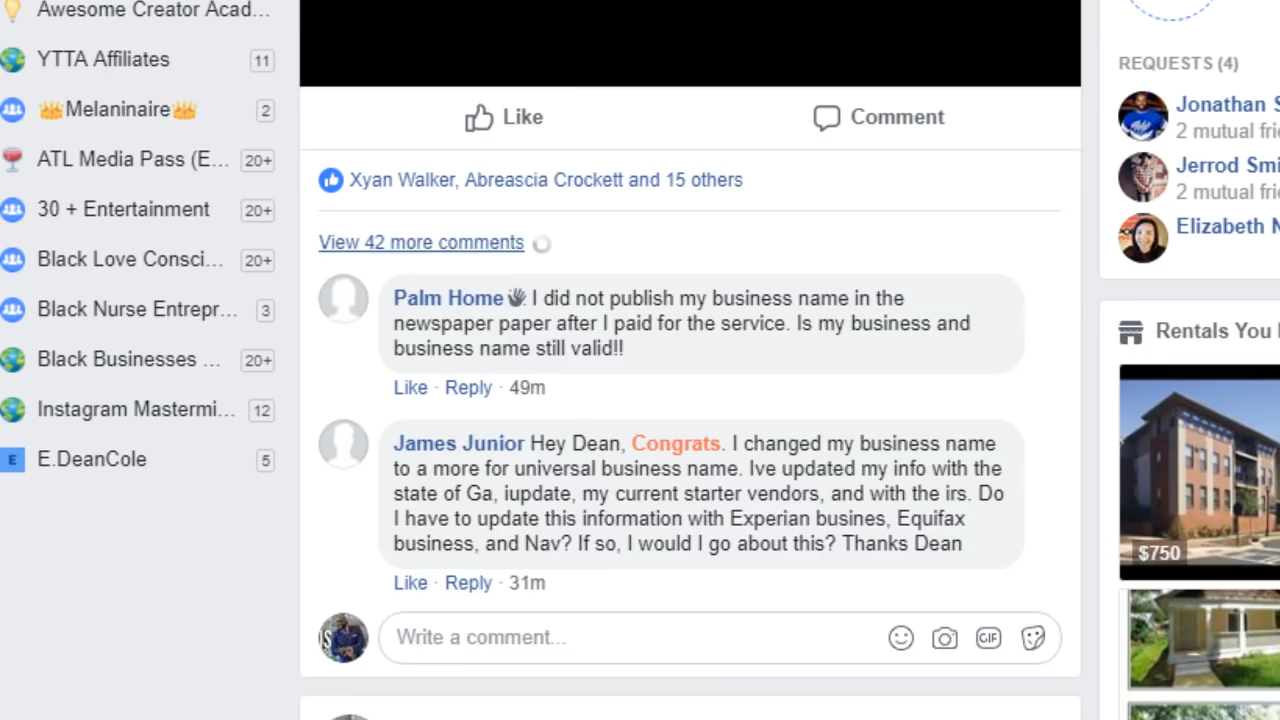 Awesome Creator Acad...
YTTA Affiliates 11
👑Melaninaire👑 2
ATL Media Pass (E... 20+
30 + Entertainment 20+
Black Love Consci... 20+
Black Nurse Entrepr... 3
Black Businesses ... 20+
Instagram Mastermi... 12
E E.DeanCole 5
Like Comment
Xyan Walker, Abreascia Crockett and 15 others
View 42 more comments
Palm Home👋 I did not publish my business name in the
newspaper paper after I paid for the service. Is my business and
business name still valid!!
Like · Reply · 49m
James Junior Hey Dean, Congrats. I changed my business name
to a more for universal business name. Ive updated my info with the
state of Ga, iupdate, my current starter vendors, and with the irs. Do
I have to update this information with Experian busines, Equifax
business, and Nav? If so, I would I go about this? Thanks Dean
Like · Reply · 31m
Write a comment...
GIF
REQUESTS (4)
Jonathan S
2 mutual frie
Jerrod Smi
2 mutual frie
Elizabeth N
Rentals You
$750